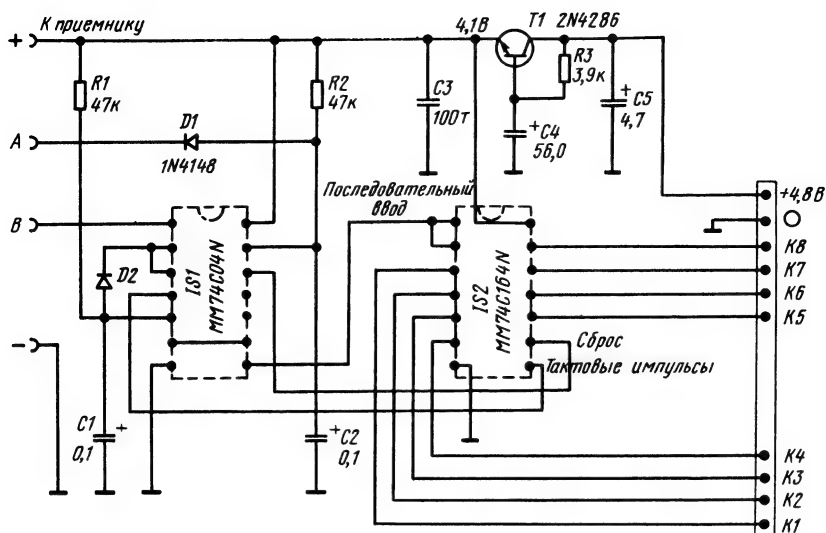 +
К приемнику
4,1В
T1 2N4286
R1
47к
R2
47к
C3
100т
R3
3,9к
+
C5
4,7
+
C4
56,0
A
D1
1N4148
B
Последовательный
ввод
+4,8В
D2
IS1
MM74C04N
IS2
MM74C164N
K8
K7
K6
K5
−
Сброс
Тактовые импульсы
C1
+
0,1
+
C2
0,1
K4
K3
K2
K1